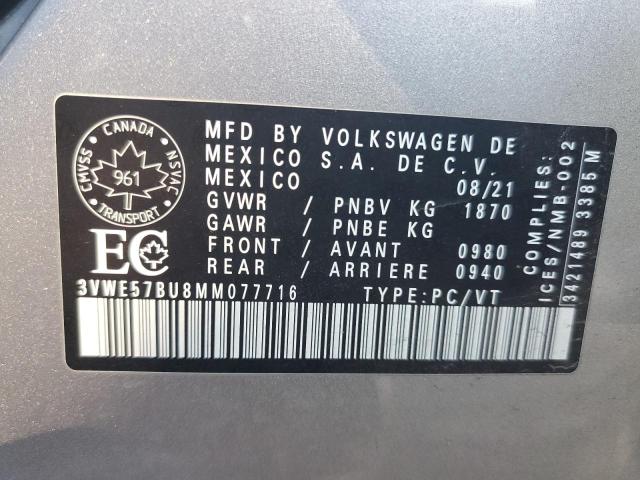 CANADA
CMVSS
961
NSVAC
TRANSPORT
EC
MFD BY VOLKSWAGEN DE
MEXICO S.A. DE C.V.
MEXICO 08/21
GVWR / PNBV KG 1870
GAWR / PNBE KG
FRONT / AVANT 0980
REAR / ARRIERE 0940
3VWE57BU8MM077716 TYPE:PC/VT
COMPLIES:
ICES/NMB-002
3421489 3385 M